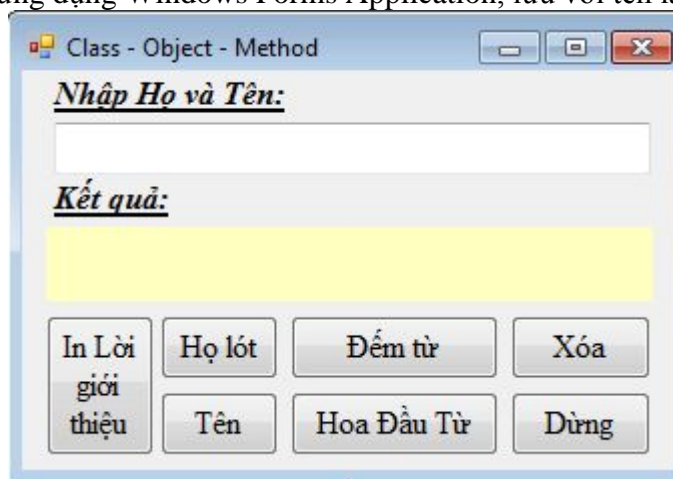 ứng dụng Windows Forms Application, lưu với tên là
Class - Object - Method
Nhập Họ và Tên:
Kết quả:
In Lời giới thiệu
Họ lót
Đếm từ
Xóa
Tên
Hoa Đầu Từ
Dừng